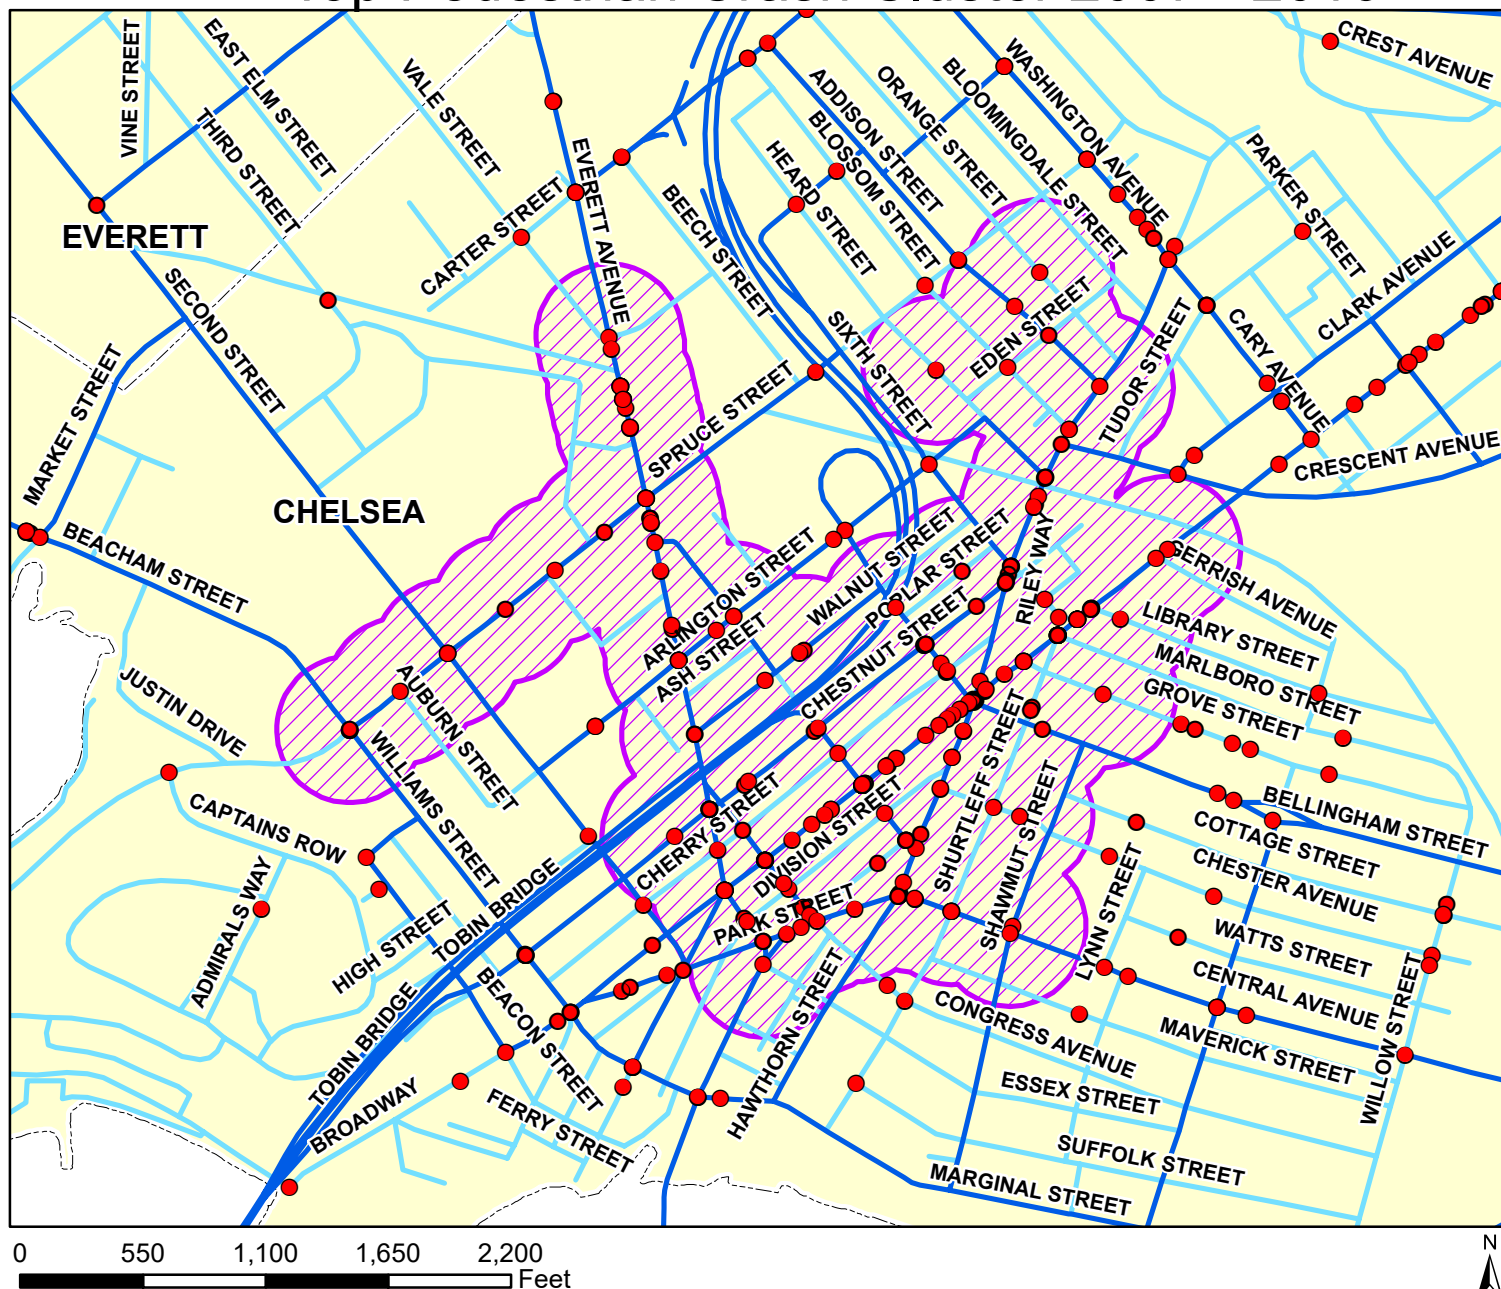 CREST AVENUE
VINE STREET
EAST ELM STREET
THIRD STREET
VALE STREET
WASHINGTON AVENUE
BLOOMINGDALE STREET
ORANGE STREET
ADDISON STREET
BLOSSOM STREET
HEARD STREET
PARKER STREET
EVERETT AVENUE
CARTER STREET
BEECH STREET
EVERETT
SECOND STREET
CLARK AVENUE
EDEN STREET
TUDOR STREET
CARY AVENUE
SIXTH STREET
MARKET STREET
SPRUCE STREET
CRESCENT AVENUE
CHELSEA
BEACHAM STREET
ARLINGTON STREET
WALNUT STREET
POPLAR STREET
RILEY WAY
GERRISH AVENUE
LIBRARY STREET
ASH STREET
CHESTNUT STREET
MARLBORO STREET
GROVE STREET
JUSTIN DRIVE
AUBURN STREET
WILLIAMS STREET
CAPTAINS ROW
CHERRY STREET
DIVISION STREET
SHURTLEFF STREET
SHAWMUT STREET
BELLINGHAM STREET
COTTAGE STREET
CHESTER AVENUE
ADMIRALS WAY
HIGH STREET
TOBIN BRIDGE
PARK STREET
LYNN STREET
WATTS STREET
CENTRAL AVENUE
WILLOW STREET
TOBIN BRIDGE
BEACON STREET
HAWTHORN STREET
CONGRESS AVENUE
MAVERICK STREET
BROADWAY
FERRY STREET
ESSEX STREET
SUFFOLK STREET
MARGINAL STREET
0 550 1,100 1,650 2,200
Feet
N